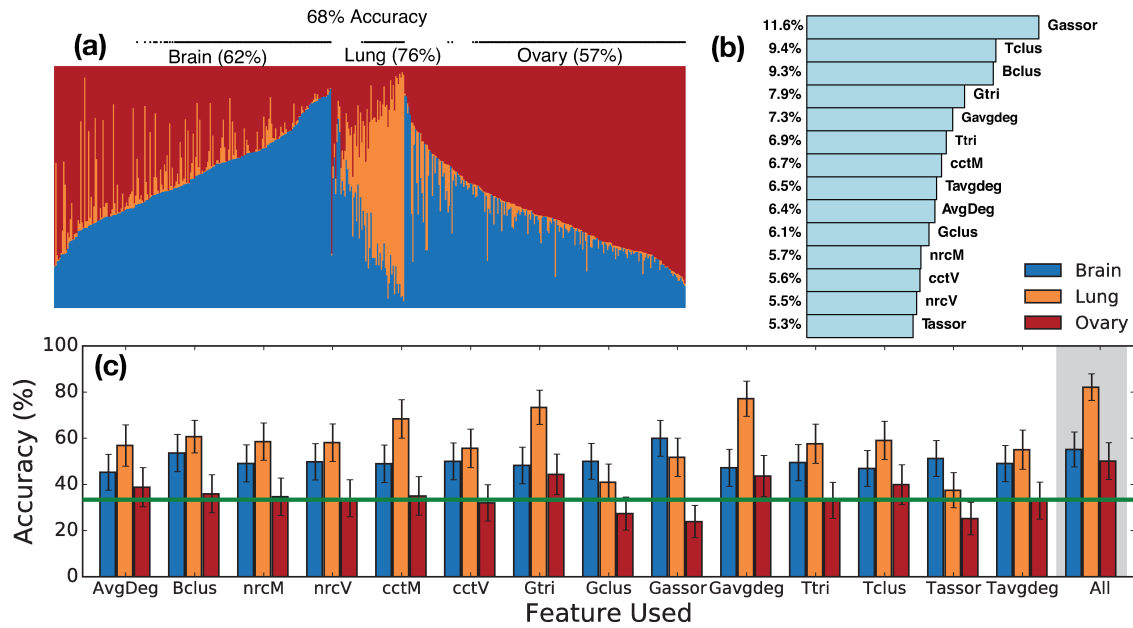 68% Accuracy
(a)
Brain (62%)
Lung (76%)
Ovary (57%)
(b)
11.6% Gassor
9.4% Tclus
9.3% Bclus
7.9% Gtri
7.3% Gavgdeg
6.9% Ttri
6.7% cctM
6.5% Tavgdeg
6.4% AvgDeg
6.1% Gclus
5.7% nrcM
5.6% cctV
5.5% nrcV
5.3% Tassor
Brain
Lung
Ovary
(c)
Accuracy (%)
100
80
60
40
20
0
AvgDeg Bclus nrcM nrcV cctM cctV Gtri Gclus Gassor Gavgdeg Ttri Tclus Tassor Tavgdeg All
Feature Used